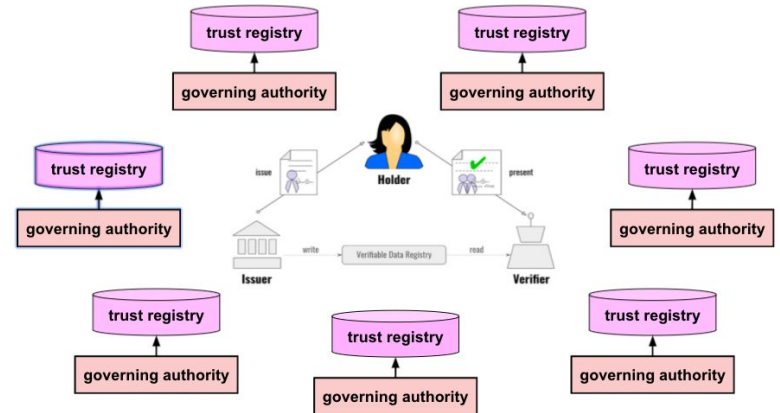 trust registry
trust registry
governing authority
governing authority
trust registry
issue
Holder
present
trust registry
governing authority
governing authority
write
Verifiable Data Registry
read
Issuer
Verifier
trust registry
trust registry
trust registry
governing authority
governing authority
governing authority